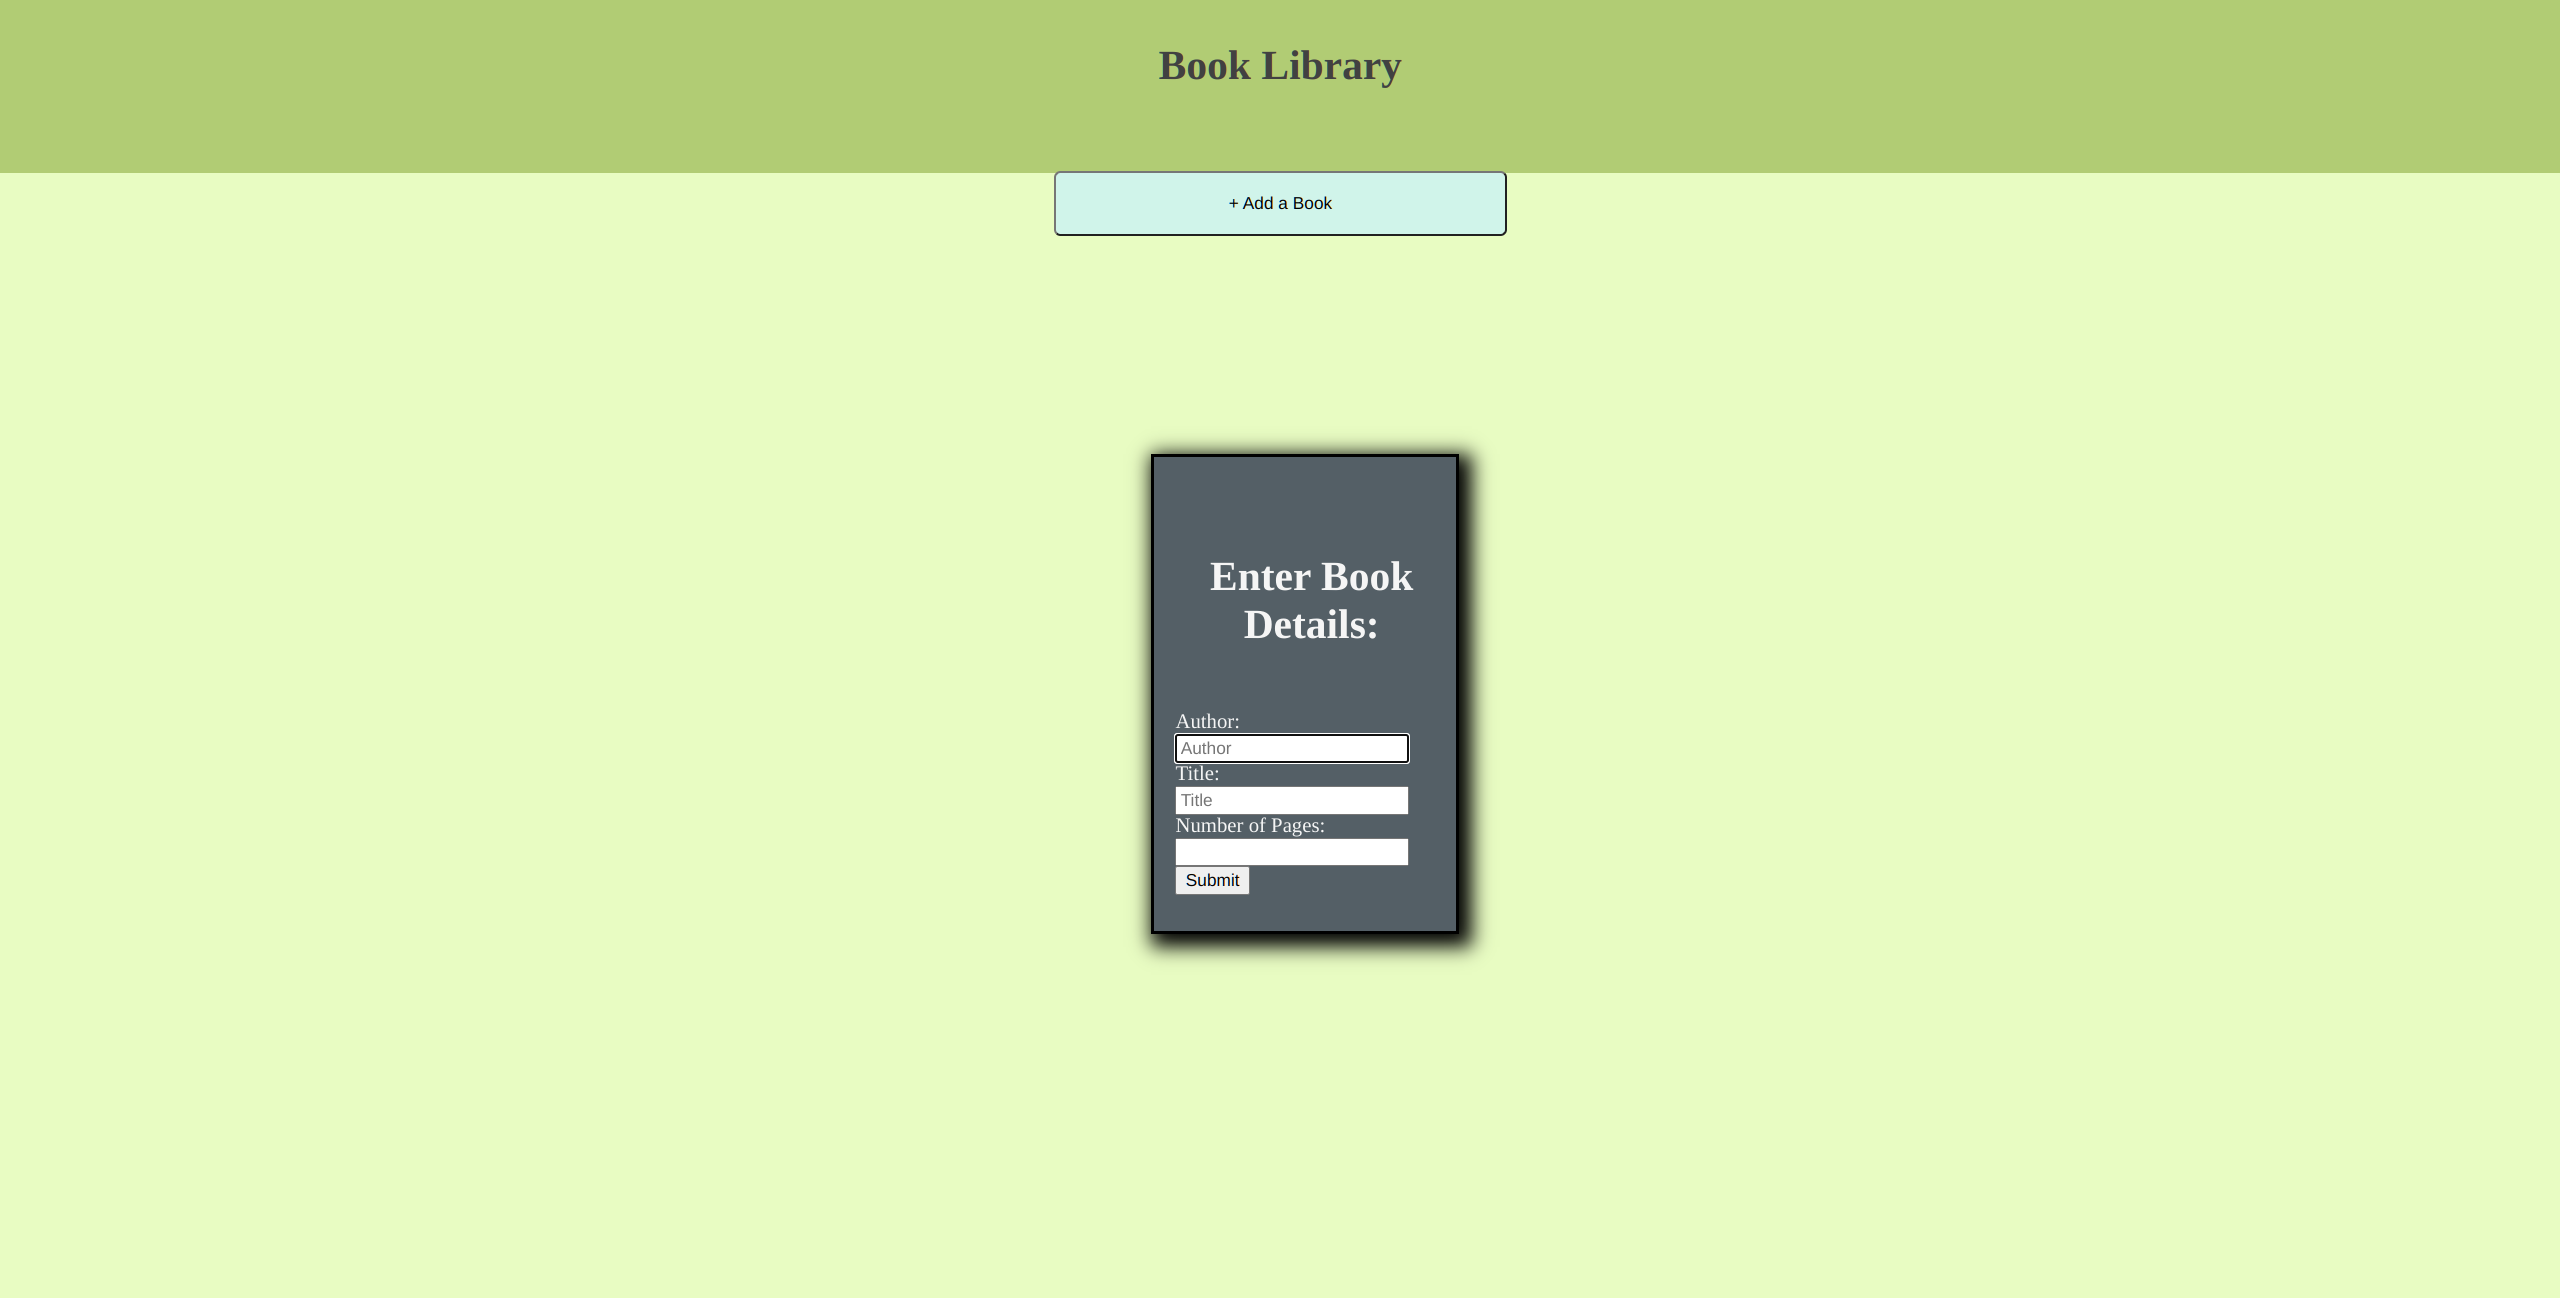 Book Library
+ Add a Book
Enter Book
Details:
Author:
Author
Title:
Title
Number of Pages:
Submit